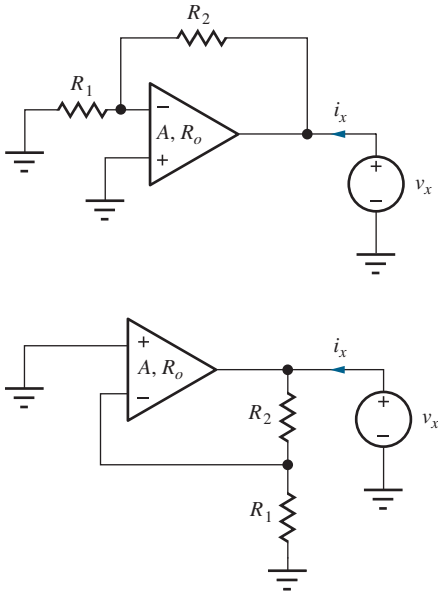 R₂
R₁
iₓ
−
A, Rₒ
+
+
−
vₓ
iₓ
+
A, Rₒ
−
+
−
vₓ
R₂
R₁